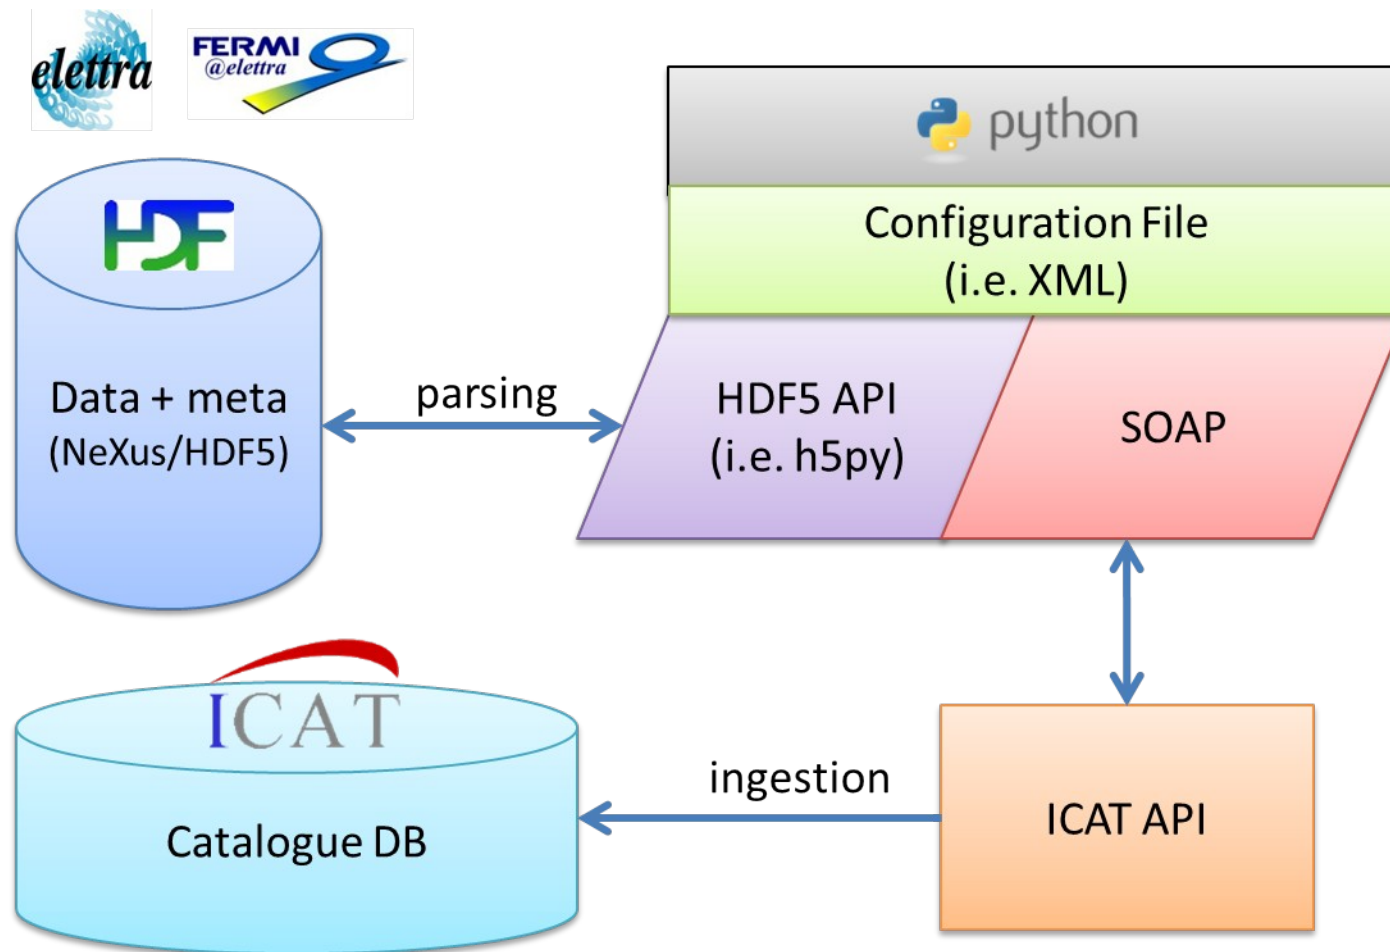 elettra
FERMI
@elettra
python
Configuration File
(i.e. XML)
HDF
Data + meta
(NeXus/HDF5)
parsing
HDF5 API
(i.e. h5py)
SOAP
ICAT
Catalogue DB
ingestion
ICAT API